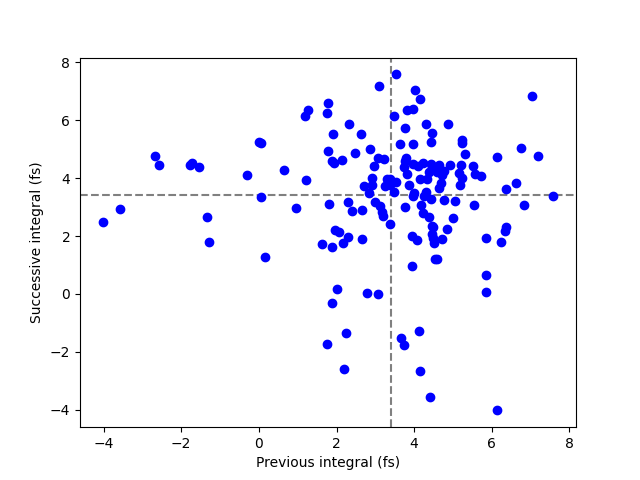 8
6
4
2
0
−2
−4
Successive integral (fs)
−4 −2 0 2 4 6 8
Previous integral (fs)